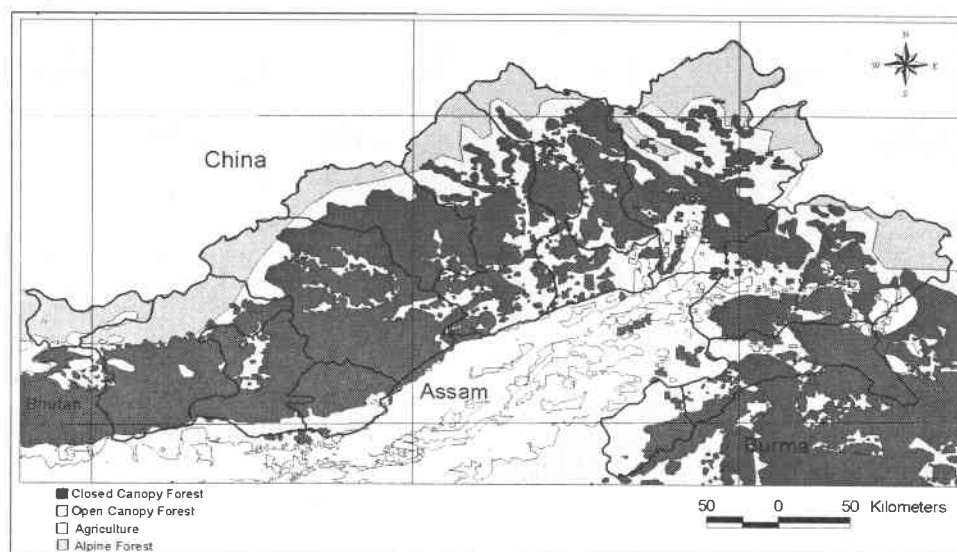 N
W E
S
China
Assam
Bhutan
Burma
Closed Canopy Forest
Open Canopy Forest
Agriculture
Alpine Forest
50 0 50 Kilometers